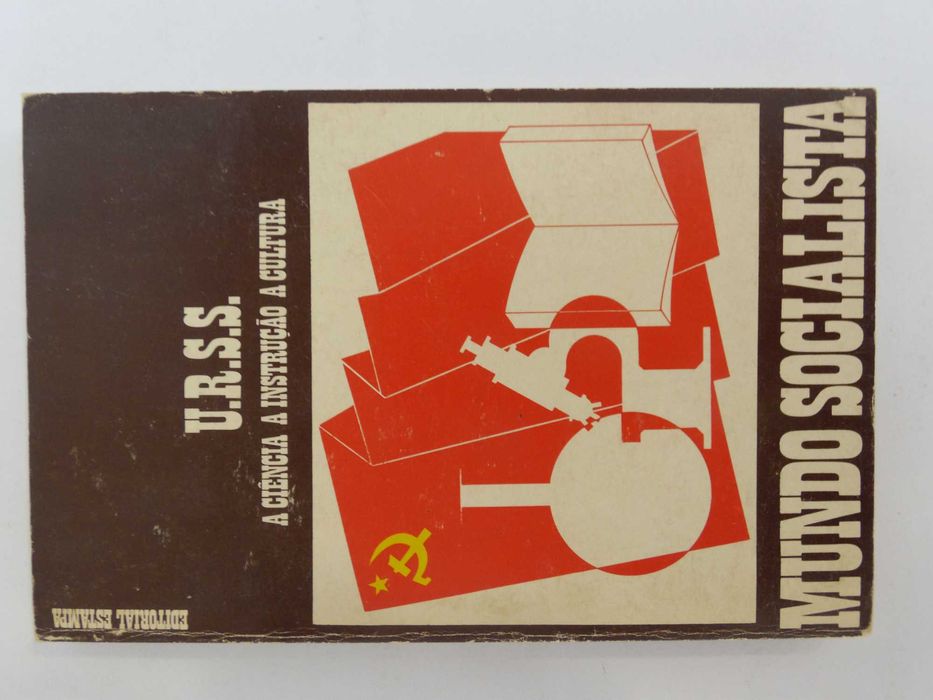 EDITORIAL ESTAMPA
U.R.S.S.
A CIÊNCIA A INSTRUÇÃO A CULTURA
MUNDO SOCIALISTA